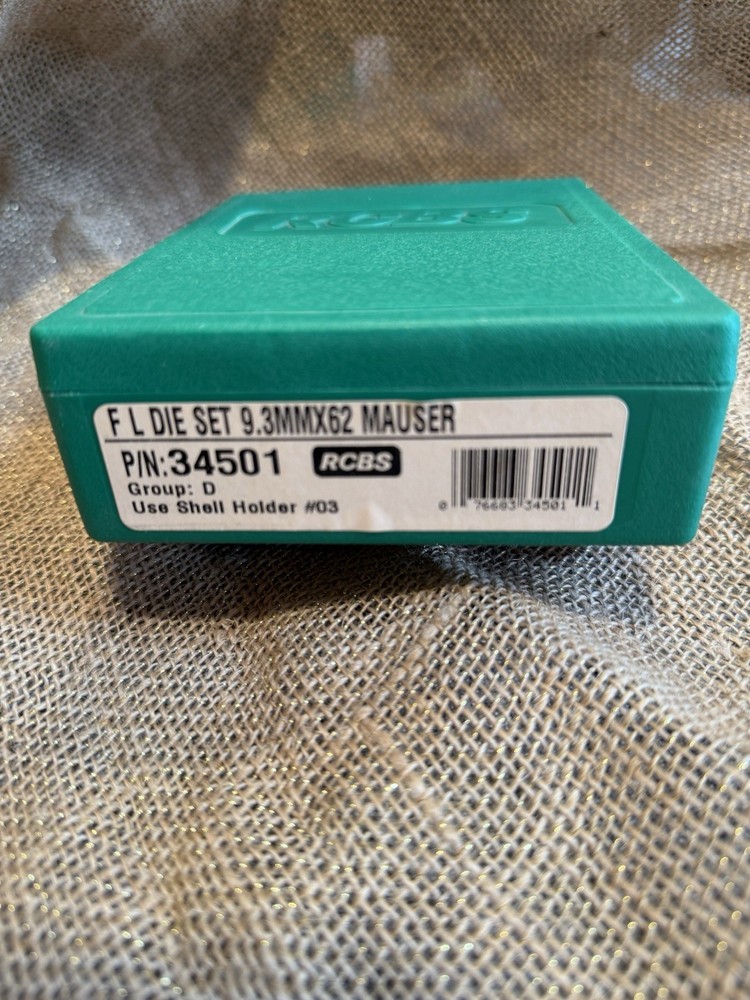 RCBS
F L DIE SET 9.3MMX62 MAUSER
P/N:34501 RCBS
Group: D
Use Shell Holder #03
0 76683 34501 1